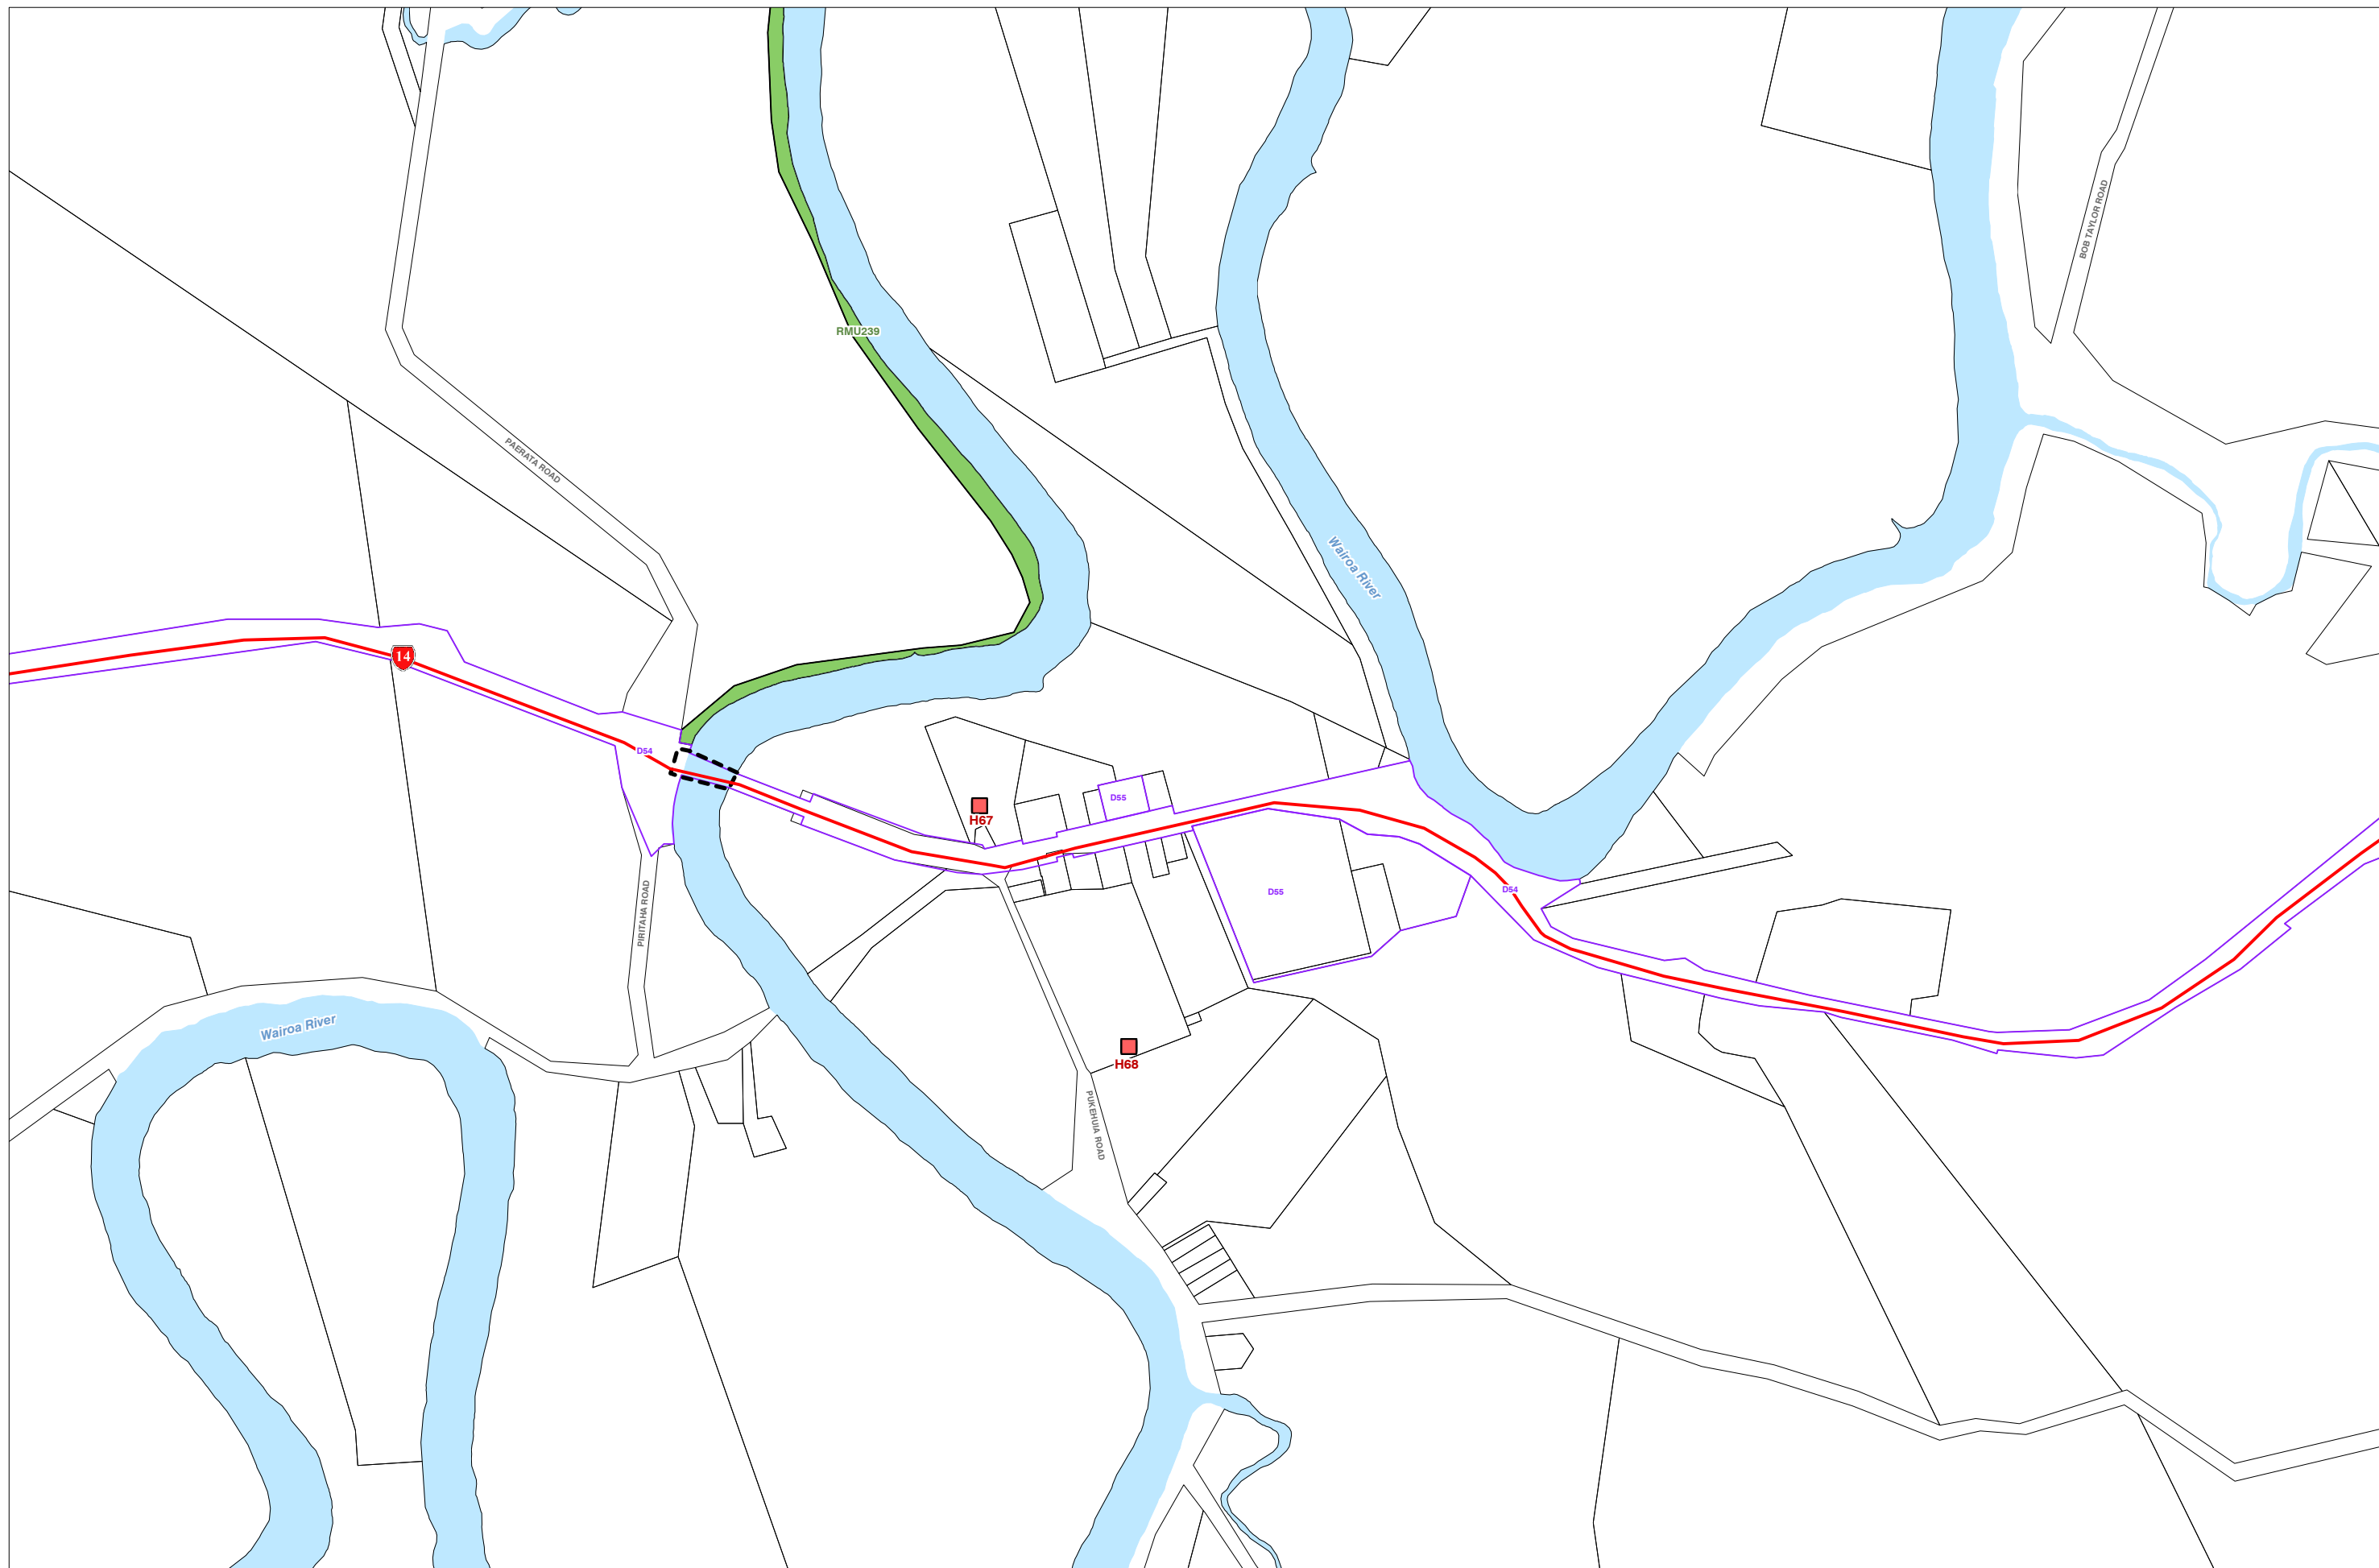 BOB TAYLOR ROAD
RMU239
PAERATA ROAD
Wairoa River
14
D54
D55
H67
D55
D54
PIRITAHA ROAD
Wairoa River
H68
PUKEHUIA ROAD